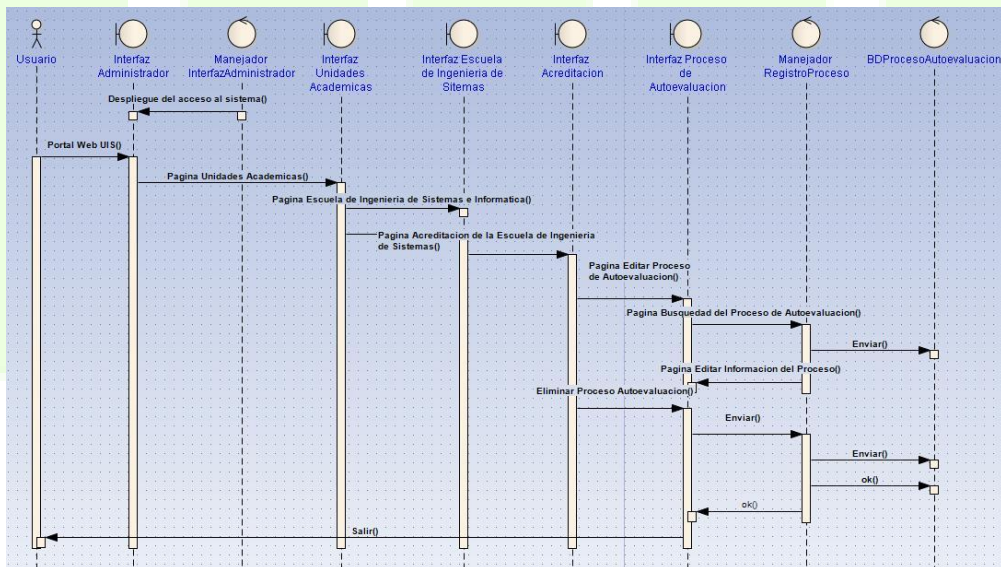 Usuario
Interfaz
Administrador
Manejador
InterfazAdministrador
Interfaz
Unidades
Academicas
Interfaz Escuela
de Ingenieria de
Sitemas
Interfaz
Acreditacion
Interfaz Proceso
de
Autoevaluacion
Manejador
RegistroProceso
BDProcesoAutoevaluacion
Despliegue del acceso al sistema()
Portal Web UIS()
Pagina Unidades Academicas()
Pagina Escuela de Ingenieria de Sistemas e Informatica()
Pagina Acreditacion de la Escuela de Ingenieria
de Sistemas()
Pagina Editar Proceso
de Autoevaluacion()
Pagina Busquedad del Proceso de Autoevaluacion()
Enviar()
Pagina Editar Informacion del Proceso()
Eliminar Proceso Autoevaluacion()
Enviar()
Enviar()
ok()
ok()
Salir()